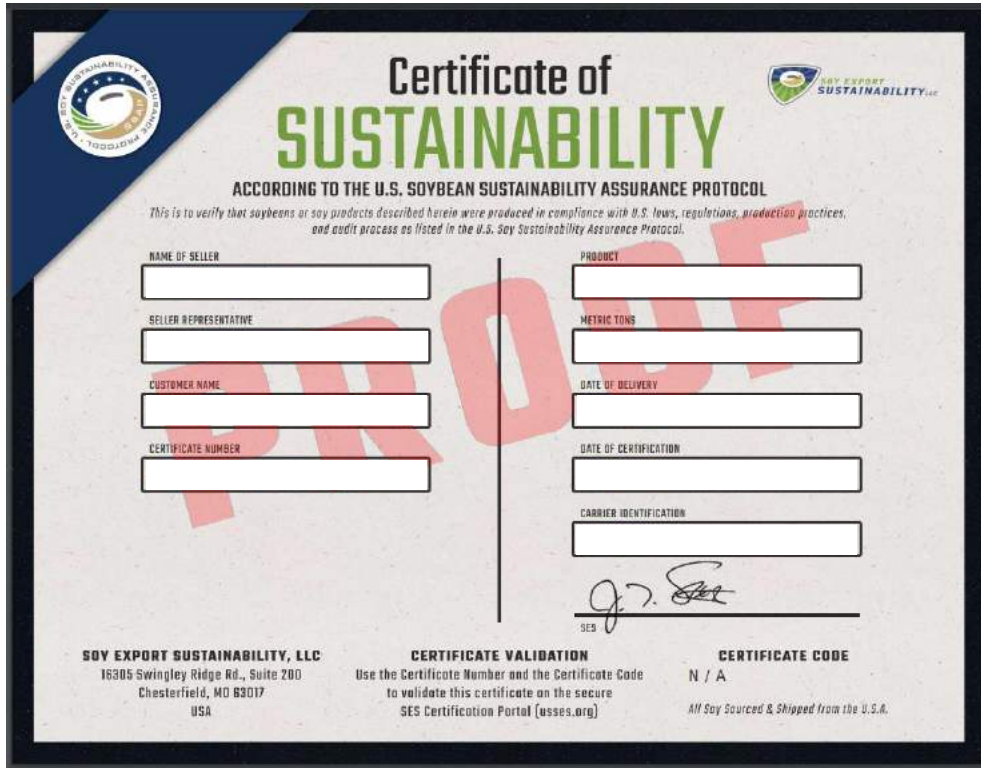 U.S. SOY SUSTAINABILITY ASSURANCE PROTOCOL
SSAP
Certificate of
SUSTAINABILITY
SOY EXPORT
SUSTAINABILITY, LLC
ACCORDING TO THE U.S. SOYBEAN SUSTAINABILITY ASSURANCE PROTOCOL
This is to verify that soybeans or soy products described herein were produced in compliance with U.S. laws, regulations, production practices,
and audit process as listed in the U.S. Soy Sustainability Assurance Protocol.
PROOF
NAME OF SELLER
SELLER REPRESENTATIVE
CUSTOMER NAME
CERTIFICATE NUMBER
PRODUCT
METRIC TONS
DATE OF DELIVERY
DATE OF CERTIFICATION
CARRIER IDENTIFICATION
SES
SOY EXPORT SUSTAINABILITY, LLC
16305 Swingley Ridge Rd., Suite 200
Chesterfield, MO 63017
USA
CERTIFICATE VALIDATION
Use the Certificate Number and the Certificate Code
to validate this certificate on the secure
SES Certification Portal (usses.org)
CERTIFICATE CODE
N / A
All Soy Sourced & Shipped from the U.S.A.